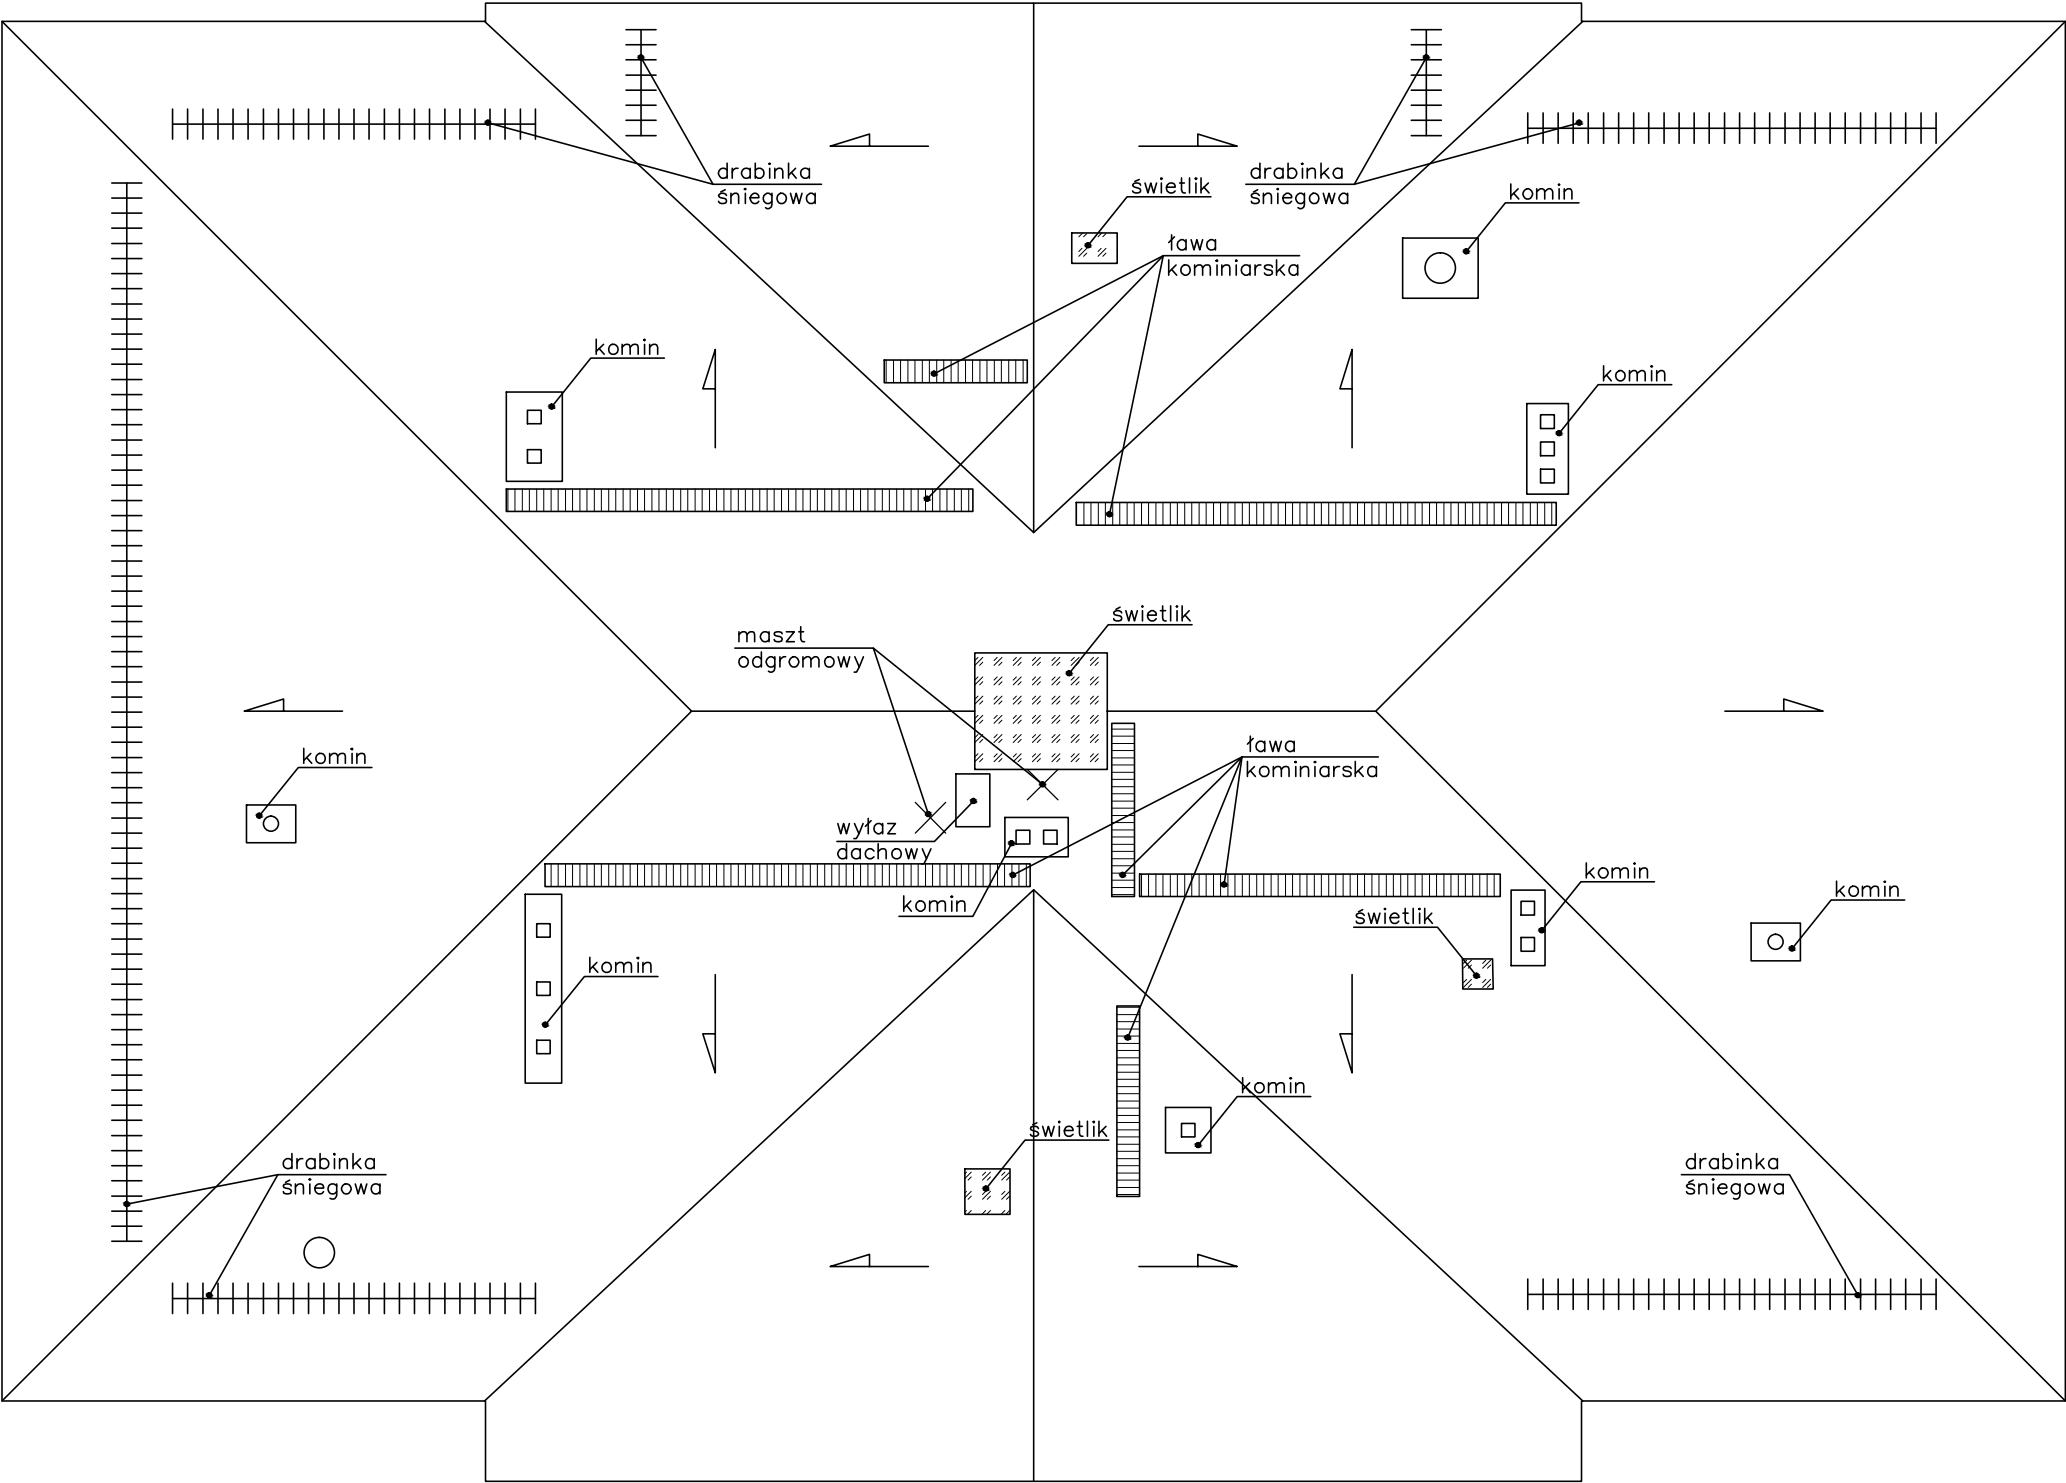 drabinka
śniegowa
drabinka
śniegowa
świetlik
komin
ława
kominiarska
komin
komin
świetlik
maszt
odgromowy
ława
kominiarska
komin
wyłaz
dachowy
komin
komin
komin
świetlik
komin
komin
świetlik
drabinka
śniegowa
drabinka
śniegowa